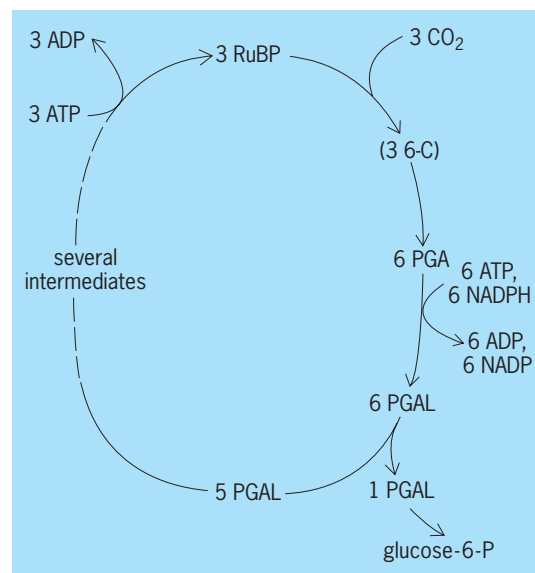 3 ADP
3 RuBP
3 CO₂
3 ATP
(3 6-C)
several
intermediates
6 PGA
6 ATP,
6 NADPH
6 ADP,
6 NADP
6 PGAL
5 PGAL
1 PGAL
glucose-6-P